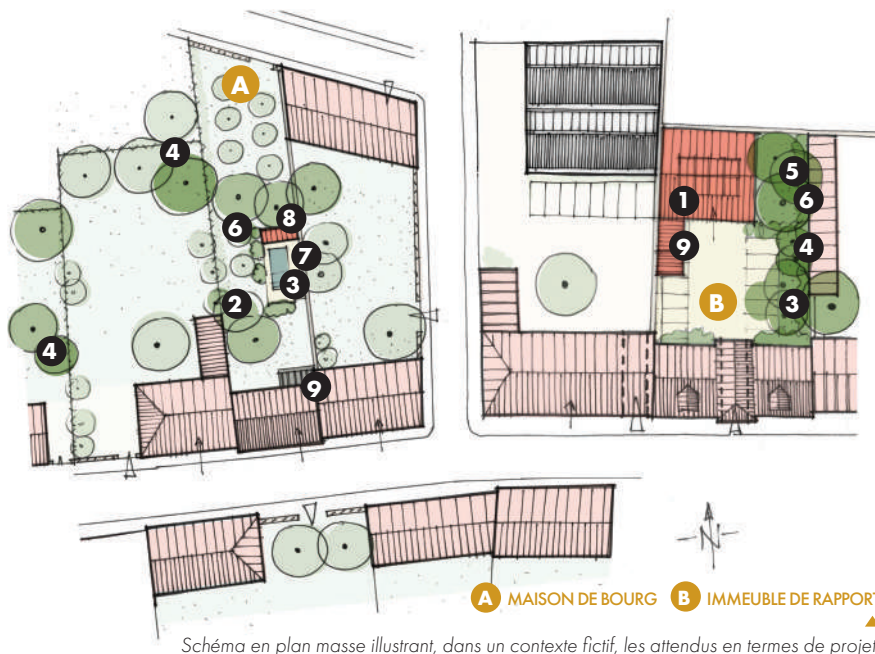 A
4
8
6
7
3
2
4
9
5
1
6
9
4
B
3
N
A MAISON DE BOURG B IMMEUBLE DE RAPPORT
Schéma en plan masse illustrant, dans un contexte fictif, les attendus en termes de projet